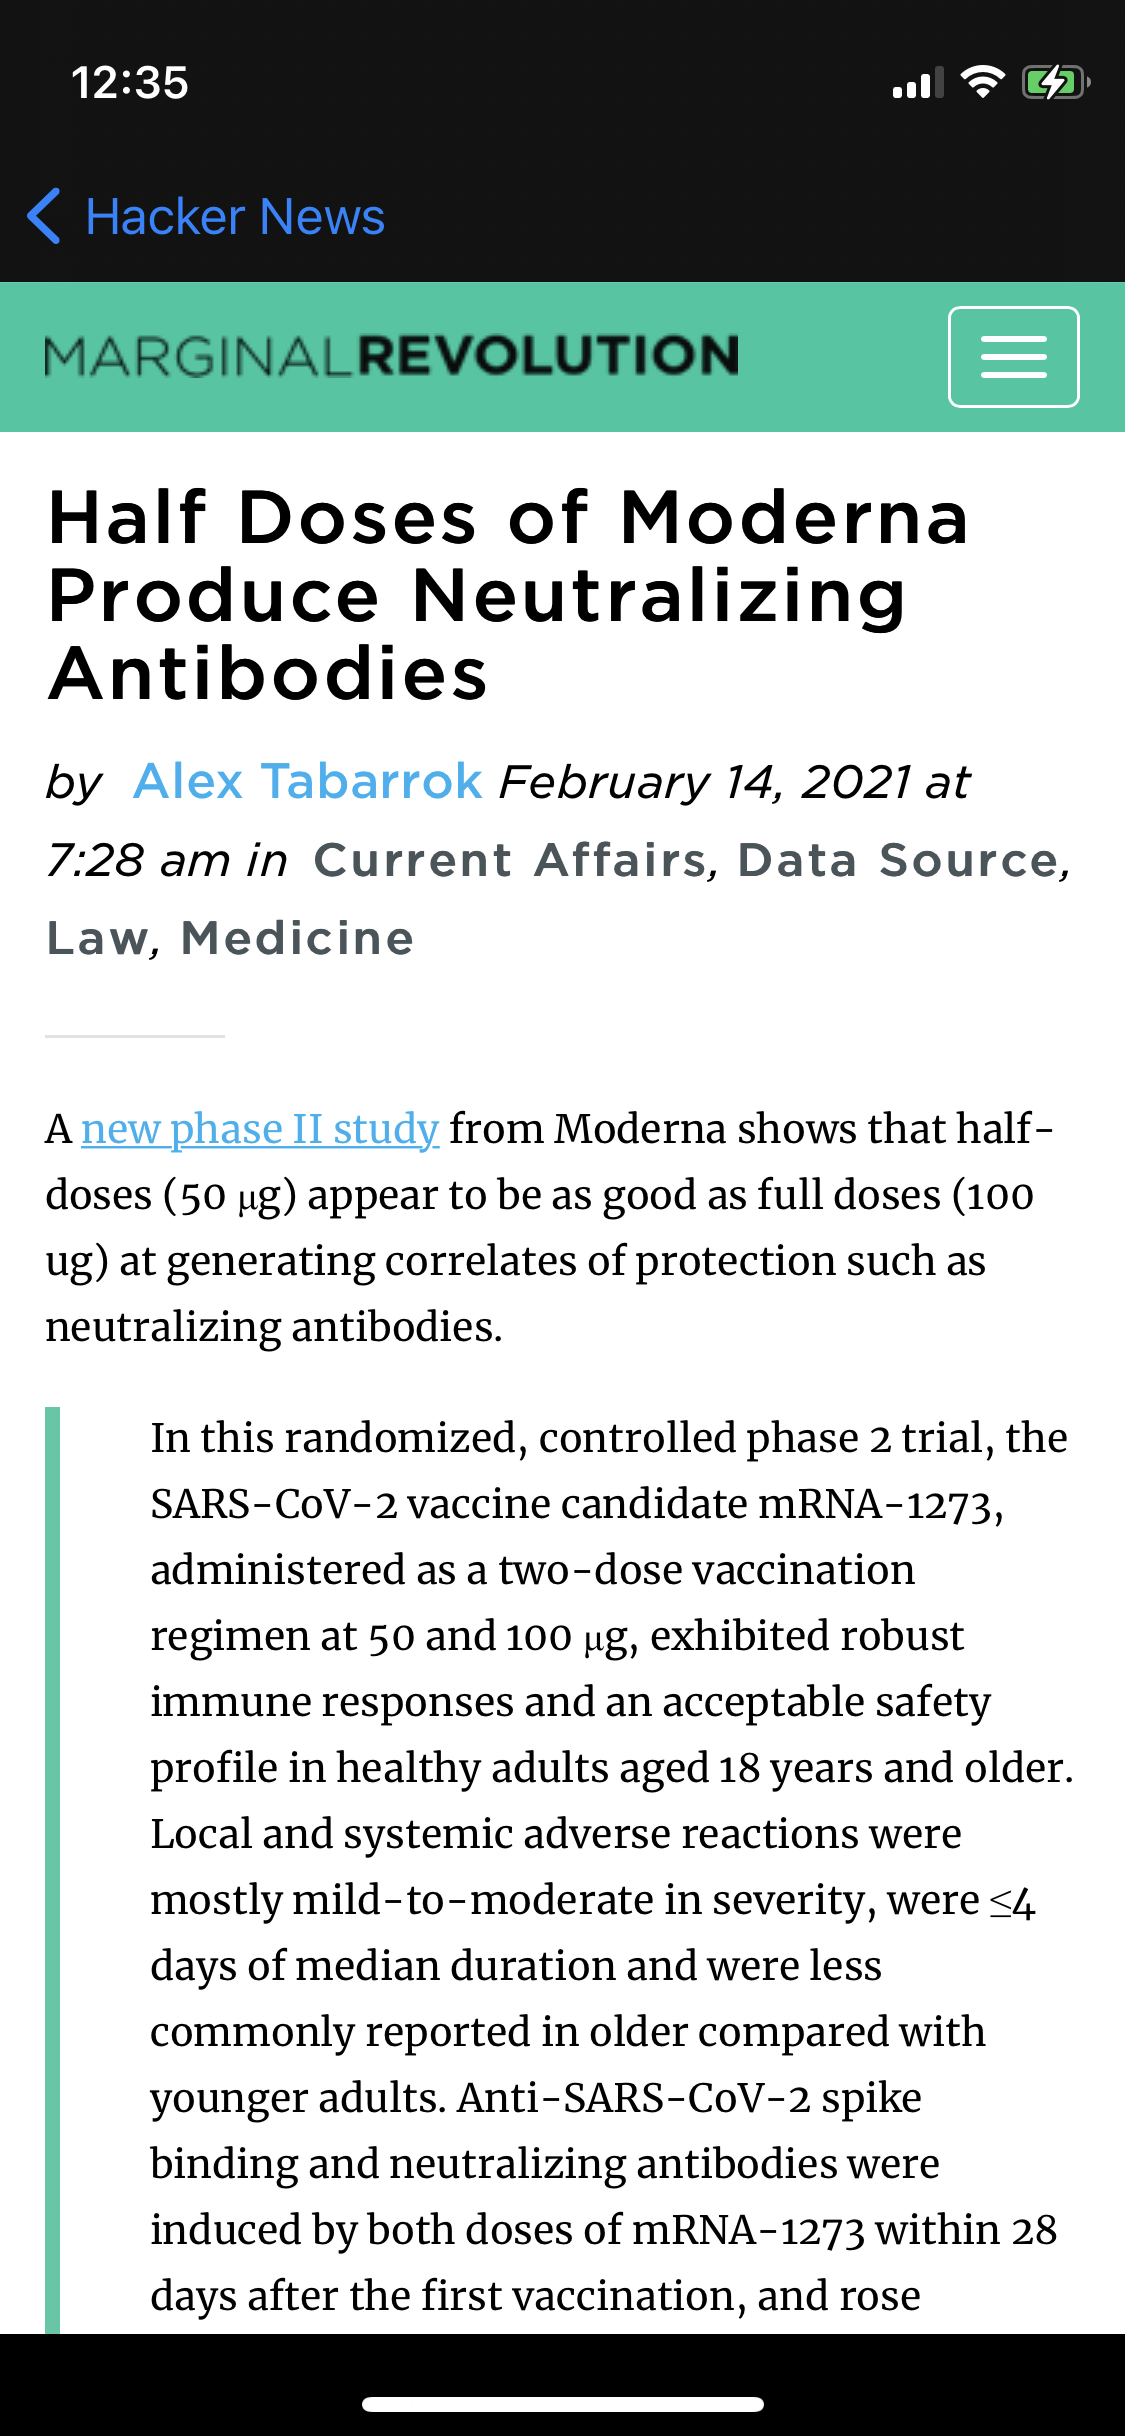 12:35
Hacker News
MARGINALREVOLUTION
Half Doses of Moderna
Produce Neutralizing
Antibodies
by Alex Tabarrok February 14, 2021 at
7:28 am in Current Affairs, Data Source,
Law, Medicine
A new phase II study from Moderna shows that half-
doses (50 μg) appear to be as good as full doses (100
ug) at generating correlates of protection such as
neutralizing antibodies.
In this randomized, controlled phase 2 trial, the
SARS-CoV-2 vaccine candidate mRNA-1273,
administered as a two-dose vaccination
regimen at 50 and 100 μg, exhibited robust
immune responses and an acceptable safety
profile in healthy adults aged 18 years and older.
Local and systemic adverse reactions were
mostly mild-to-moderate in severity, were ≤4
days of median duration and were less
commonly reported in older compared with
younger adults. Anti-SARS-CoV-2 spike
binding and neutralizing antibodies were
induced by both doses of mRNA-1273 within 28
days after the first vaccination, and rose